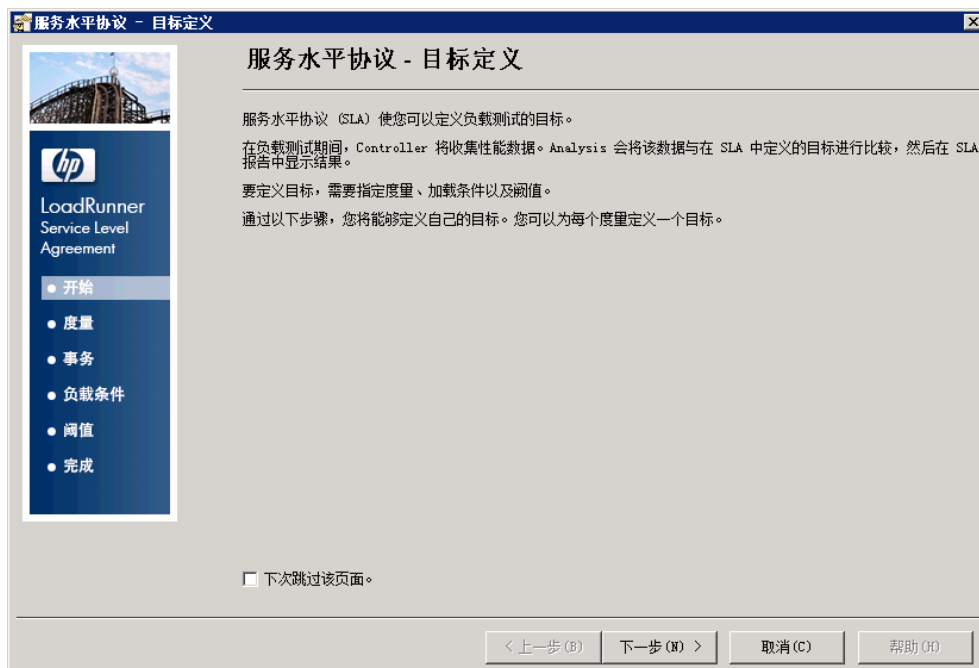 服务水平协议 - 目标定义
服务水平协议 - 目标定义
服务水平协议 (SLA) 使您可以定义负载测试的目标。
在负载测试期间，Controller 将收集性能数据。Analysis 会将该数据与在 SLA 中定义的目标进行比较，然后在 SLA
报告中显示结果。
要定义目标，需要指定度量、加载条件以及阈值。
通过以下步骤，您将能够定义自己的目标。您可以为每个度量定义一个目标。
hp
LoadRunner
Service Level
Agreement
开始
度量
事务
负载条件
阈值
完成
下次跳过该页面。
< 上一步(B)
下一步(N) >
取消(C)
帮助(H)